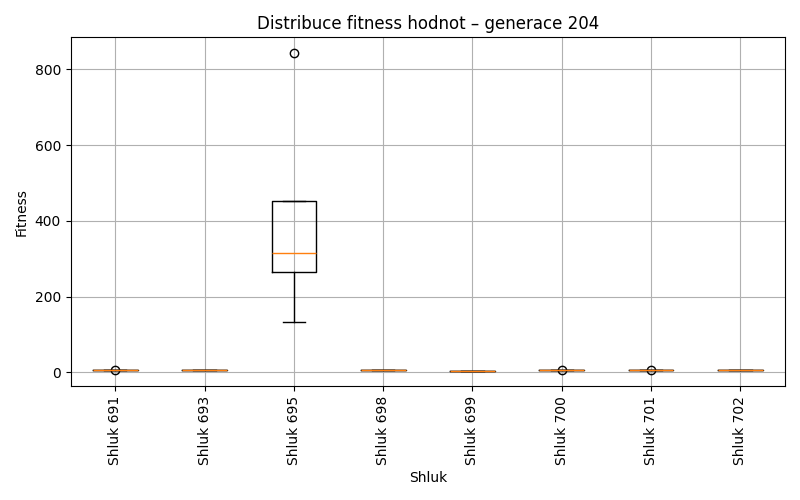 Distribuce fitness hodnot – generace 204
Fitness
800
600
400
200
0
Shluk 691
Shluk 693
Shluk 695
Shluk 698
Shluk 699
Shluk 700
Shluk 701
Shluk 702
Shluk